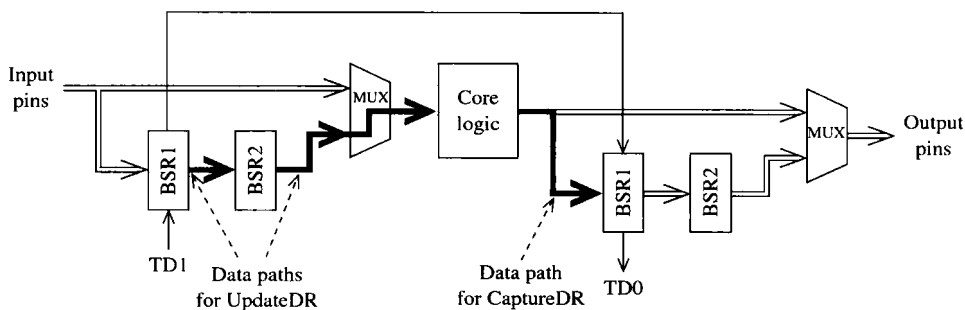 Input
pins
MUX
Core
logic
MUX
Output
pins
BSR1
BSR2
BSR1
BSR2
TD1
Data paths
for UpdateDR
Data path
for CaptureDR
TD0